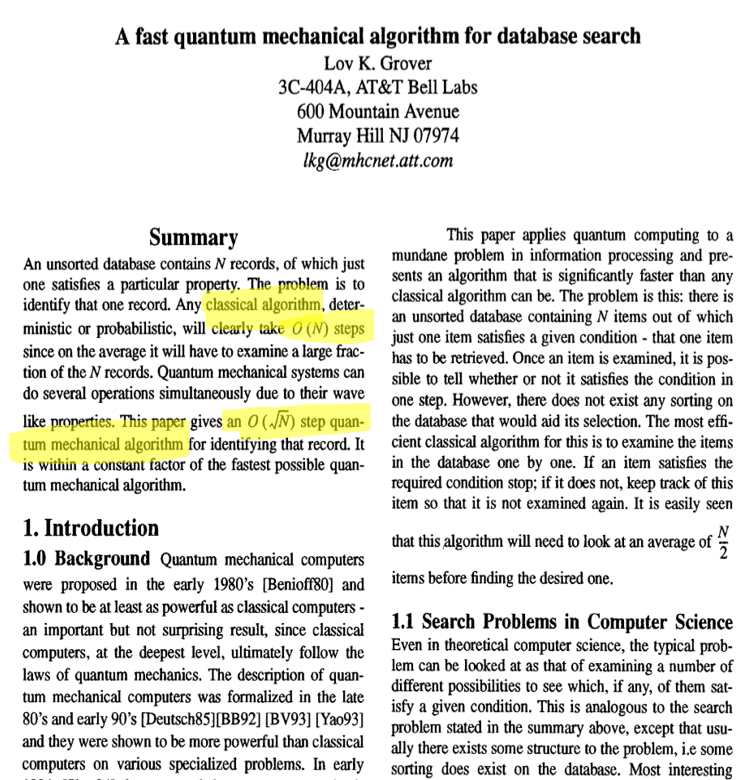 A fast quantum mechanical algorithm for database search
Lov K. Grover
3C-404A, AT&T Bell Labs
600 Mountain Avenue
Murray Hill NJ 07974
lkg@mhcnet.att.com
Summary
An unsorted database contains N records, of which just
one satisfies a particular property. The problem is to
identify that one record. Any classical algorithm, deter-
ministic or probabilistic, will clearly take O (N) steps
since on the average it will have to examine a large frac-
tion of the N records. Quantum mechanical systems can
do several operations simultaneously due to their wave
like properties. This paper gives an O (√N) step quan-
tum mechanical algorithm for identifying that record. It
is within a constant factor of the fastest possible quan-
tum mechanical algorithm.
1. Introduction
1.0 Background Quantum mechanical computers
were proposed in the early 1980's [Benioff80] and
shown to be at least as powerful as classical computers -
an important but not surprising result, since classical
computers, at the deepest level, ultimately follow the
laws of quantum mechanics. The description of quan-
tum mechanical computers was formalized in the late
80's and early 90's [Deutsch85][BB92] [BV93] [Yao93]
and they were shown to be more powerful than classical
computers on various specialized problems. In early
This paper applies quantum computing to a
mundane problem in information processing and pre-
sents an algorithm that is significantly faster than any
classical algorithm can be. The problem is this: there is
an unsorted database containing N items out of which
just one item satisfies a given condition - that one item
has to be retrieved. Once an item is examined, it is pos-
sible to tell whether or not it satisfies the condition in
one step. However, there does not exist any sorting on
the database that would aid its selection. The most effi-
cient classical algorithm for this is to examine the items
in the database one by one. If an item satisfies the
required condition stop; if it does not, keep track of this
item so that it is not examined again. It is easily seen
that this algorithm will need to look at an average of N/2
items before finding the desired one.
1.1 Search Problems in Computer Science
Even in theoretical computer science, the typical prob-
lem can be looked at as that of examining a number of
different possibilities to see which, if any, of them sat-
isfy a given condition. This is analogous to the search
problem stated in the summary above, except that usu-
ally there exists some structure to the problem, i.e some
sorting does exist on the database. Most interesting